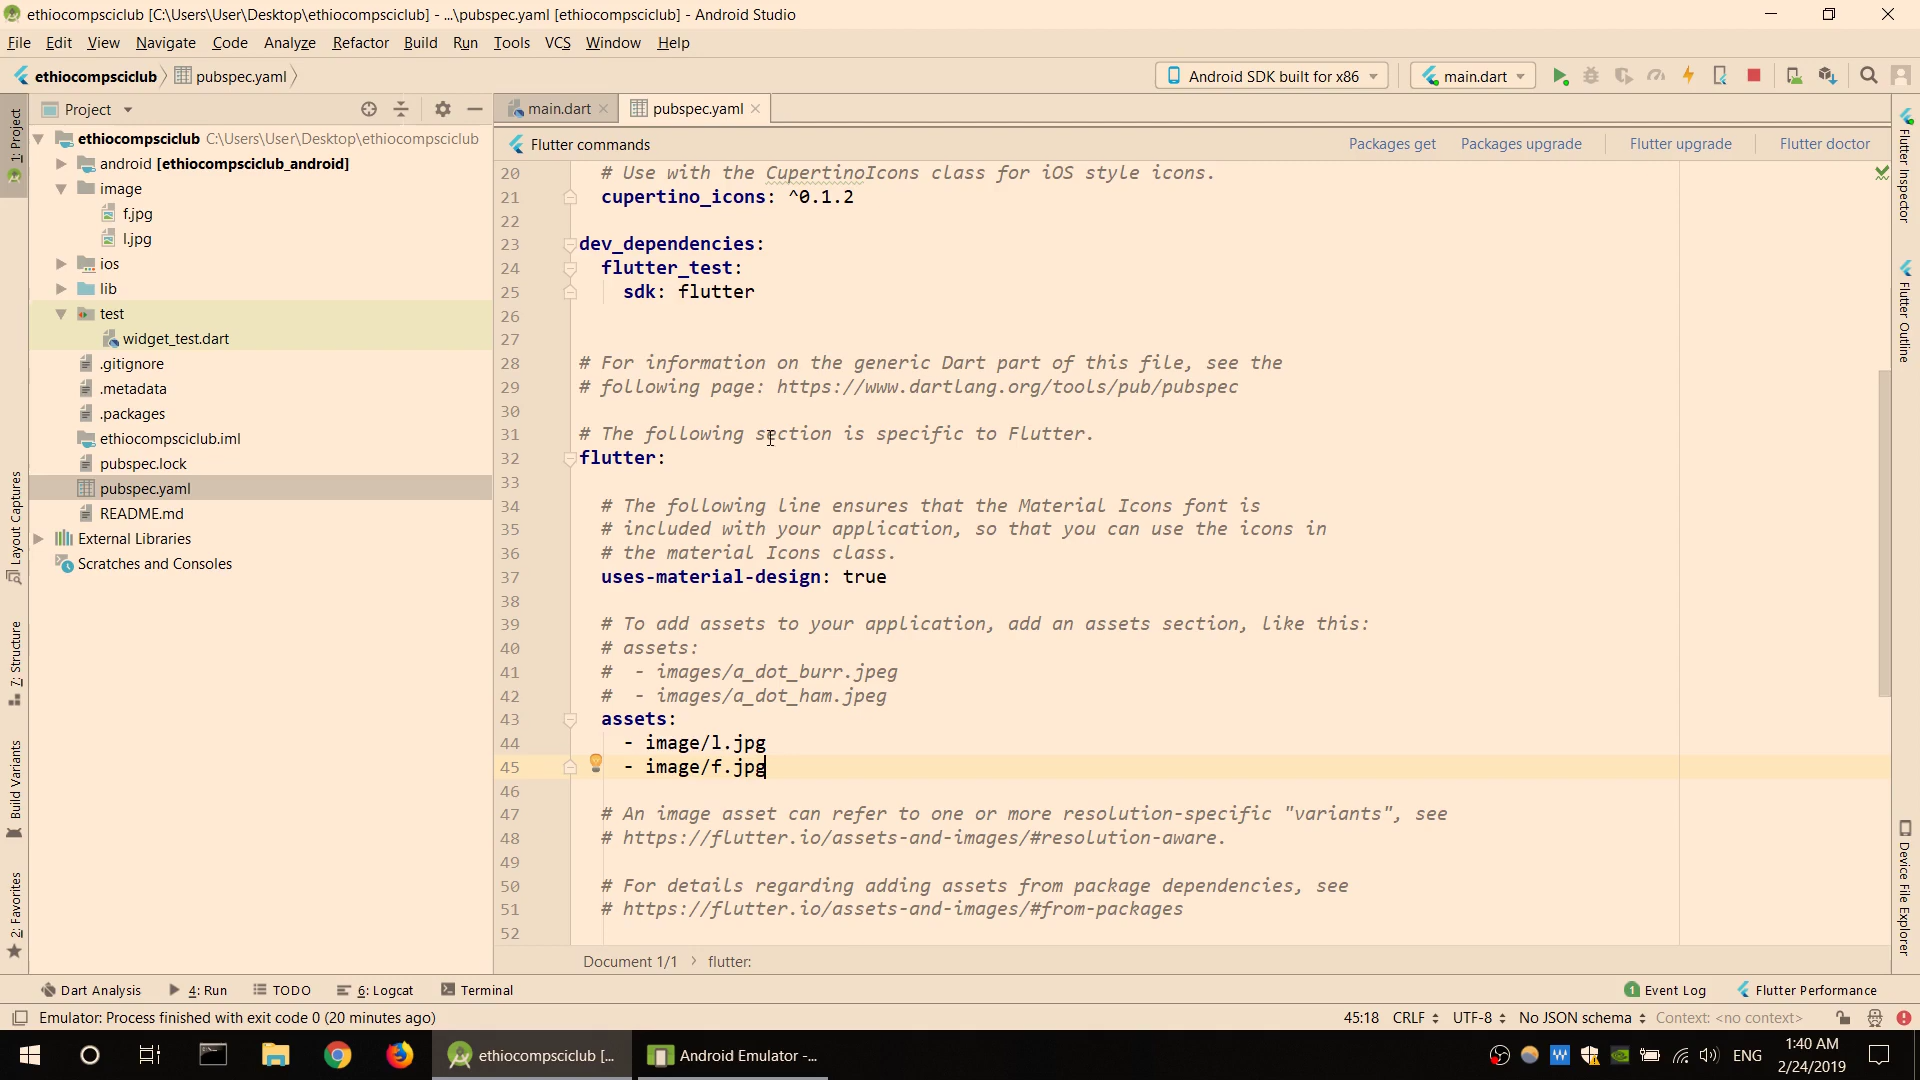 ethiocompsciclub [C:\Users\User\Desktop\ethiocompsciclub] - ...\pubspec.yaml [ethiocompsciclub] - Android Studio
File Edit View Navigate Code Analyze Refactor Build Run Tools VCS Window Help
ethiocompsciclub pubspec.yaml
Android SDK built for x86
main.dart
1: Project
Layout Captures
7: Structure
Build Variants
2: Favorites
Project
ethiocompsciclub C:\Users\User\Desktop\ethiocompsciclub
android [ethiocompsciclub_android]
image
f.jpg
l.jpg
ios
lib
test
widget_test.dart
.gitignore
.metadata
.packages
ethiocompsciclub.iml
pubspec.lock
pubspec.yaml
README.md
External Libraries
Scratches and Consoles
main.dart pubspec.yaml
Flutter commands Packages get Packages upgrade Flutter upgrade Flutter doctor
20 # Use with the CupertinoIcons class for iOS style icons.
21 cupertino_icons: ^0.1.2
22
23 dev_dependencies:
24 flutter_test:
25 sdk: flutter
26
27
28 # For information on the generic Dart part of this file, see the
29 # following page: https://www.dartlang.org/tools/pub/pubspec
30
31 # The following section is specific to Flutter.
32 flutter:
33
34 # The following line ensures that the Material Icons font is
35 # included with your application, so that you can use the icons in
36 # the material Icons class.
37 uses-material-design: true
38
39 # To add assets to your application, add an assets section, like this:
40 # assets:
41 #  - images/a_dot_burr.jpeg
42 #  - images/a_dot_ham.jpeg
43 assets:
44 - image/l.jpg
45 - image/f.jpg
46
47 # An image asset can refer to one or more resolution-specific "variants", see
48 # https://flutter.io/assets-and-images/#resolution-aware.
49
50 # For details regarding adding assets from package dependencies, see
51 # https://flutter.io/assets-and-images/#from-packages
52
Document 1/1 flutter:
Flutter Inspector
Flutter Outline
Device File Explorer
Dart Analysis 4: Run TODO 6: Logcat Terminal
1 Event Log Flutter Performance
Emulator: Process finished with exit code 0 (20 minutes ago)
45:18 CRLF UTF-8 No JSON schema Context: <no context>
ethiocompsciclub [... Android Emulator -...
ENG
1:40 AM
2/24/2019